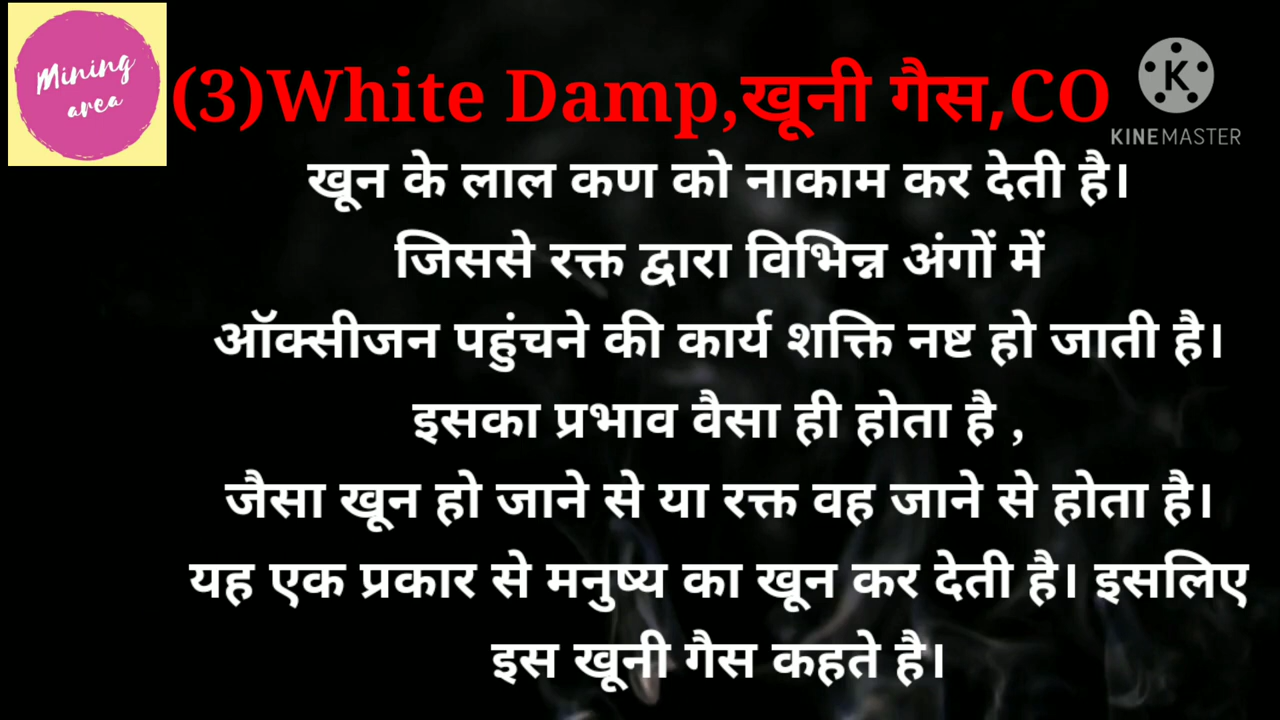 Mining
area
(3)White Damp,खूनी गैस,CO
KINEMASTER
खून के लाल कण को नाकाम कर देती है।
जिससे रक्त द्वारा विभिन्न अंगों में
ऑक्सीजन पहुंचने की कार्य शक्ति नष्ट हो जाती है।
इसका प्रभाव वैसा ही होता है ,
जैसा खून हो जाने से या रक्त वह जाने से होता है।
यह एक प्रकार से मनुष्य का खून कर देती है। इसलिए
इस खूनी गैस कहते है।